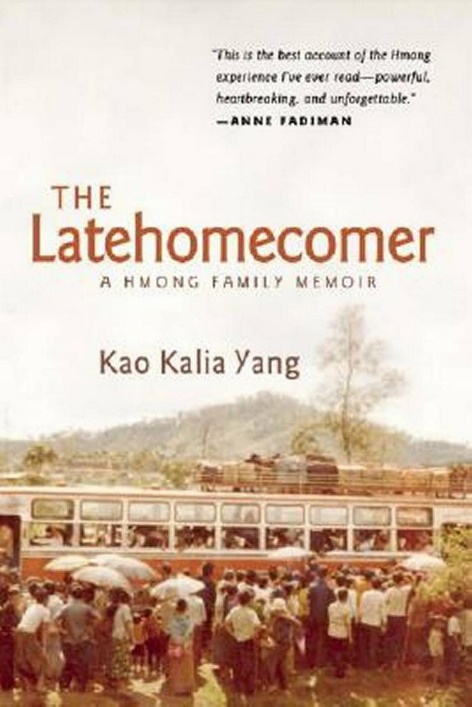 "This is the best account of the Hmong
experience I've ever read—powerful,
heartbreaking, and unforgettable."
—ANNE FADIMAN
THE
Latehomecomer
A HMONG FAMILY MEMOIR
Kao Kalia Yang